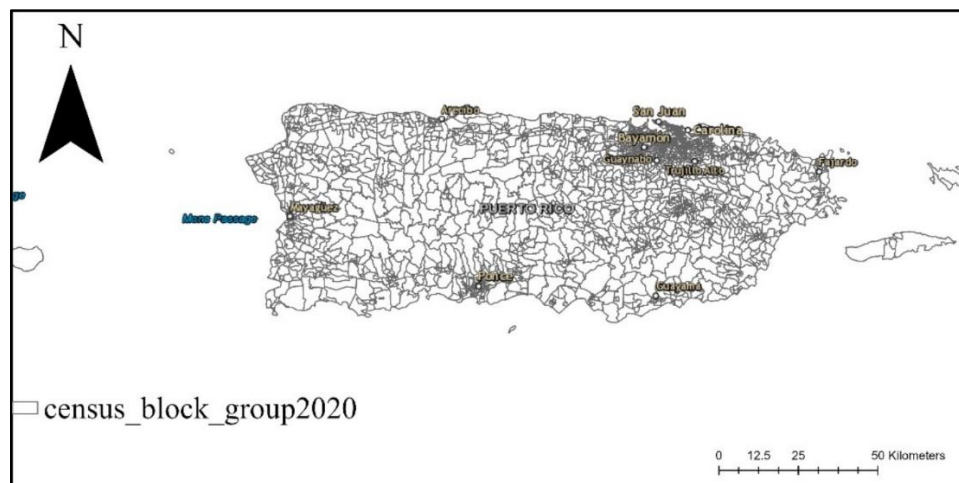 N
Arecibo
San Juan
Carolina
Bayamon
Guaynabo
Trujillo Alto
Fajardo
Mayagüez
Mona Passage
PUERTO RICO
Ponce
Guayama
census_block_group2020
0 12.5 25 50 Kilometers